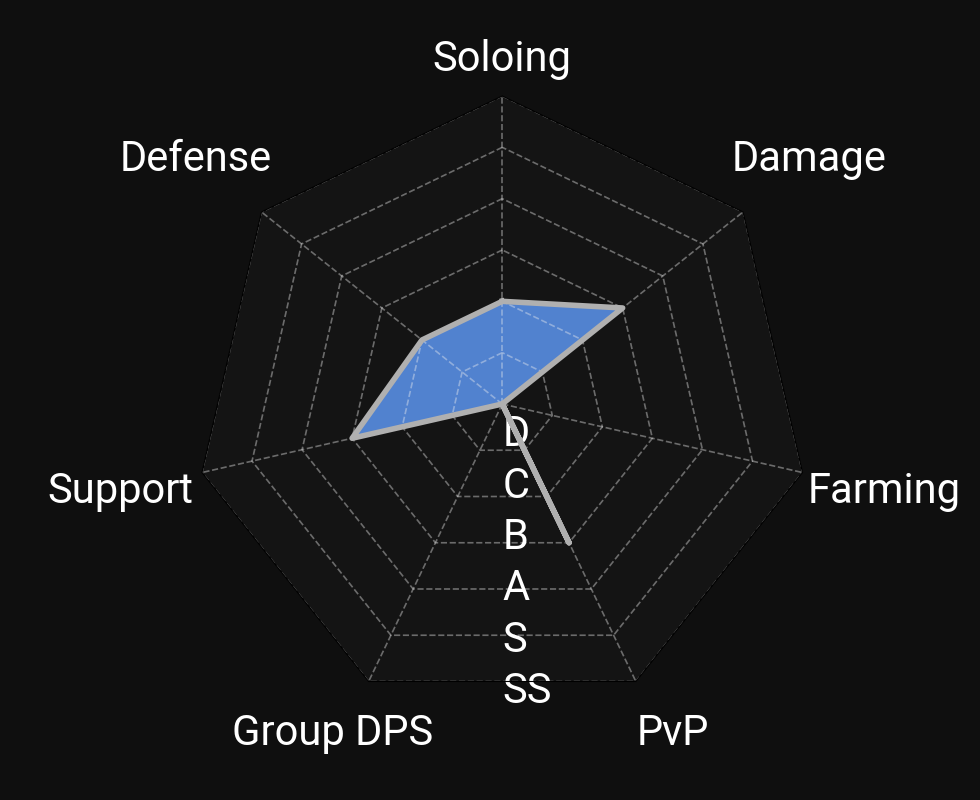 Soloing
Defense
Damage
D
C
Support
Farming
B
A
S
SS
Group DPS
PvP